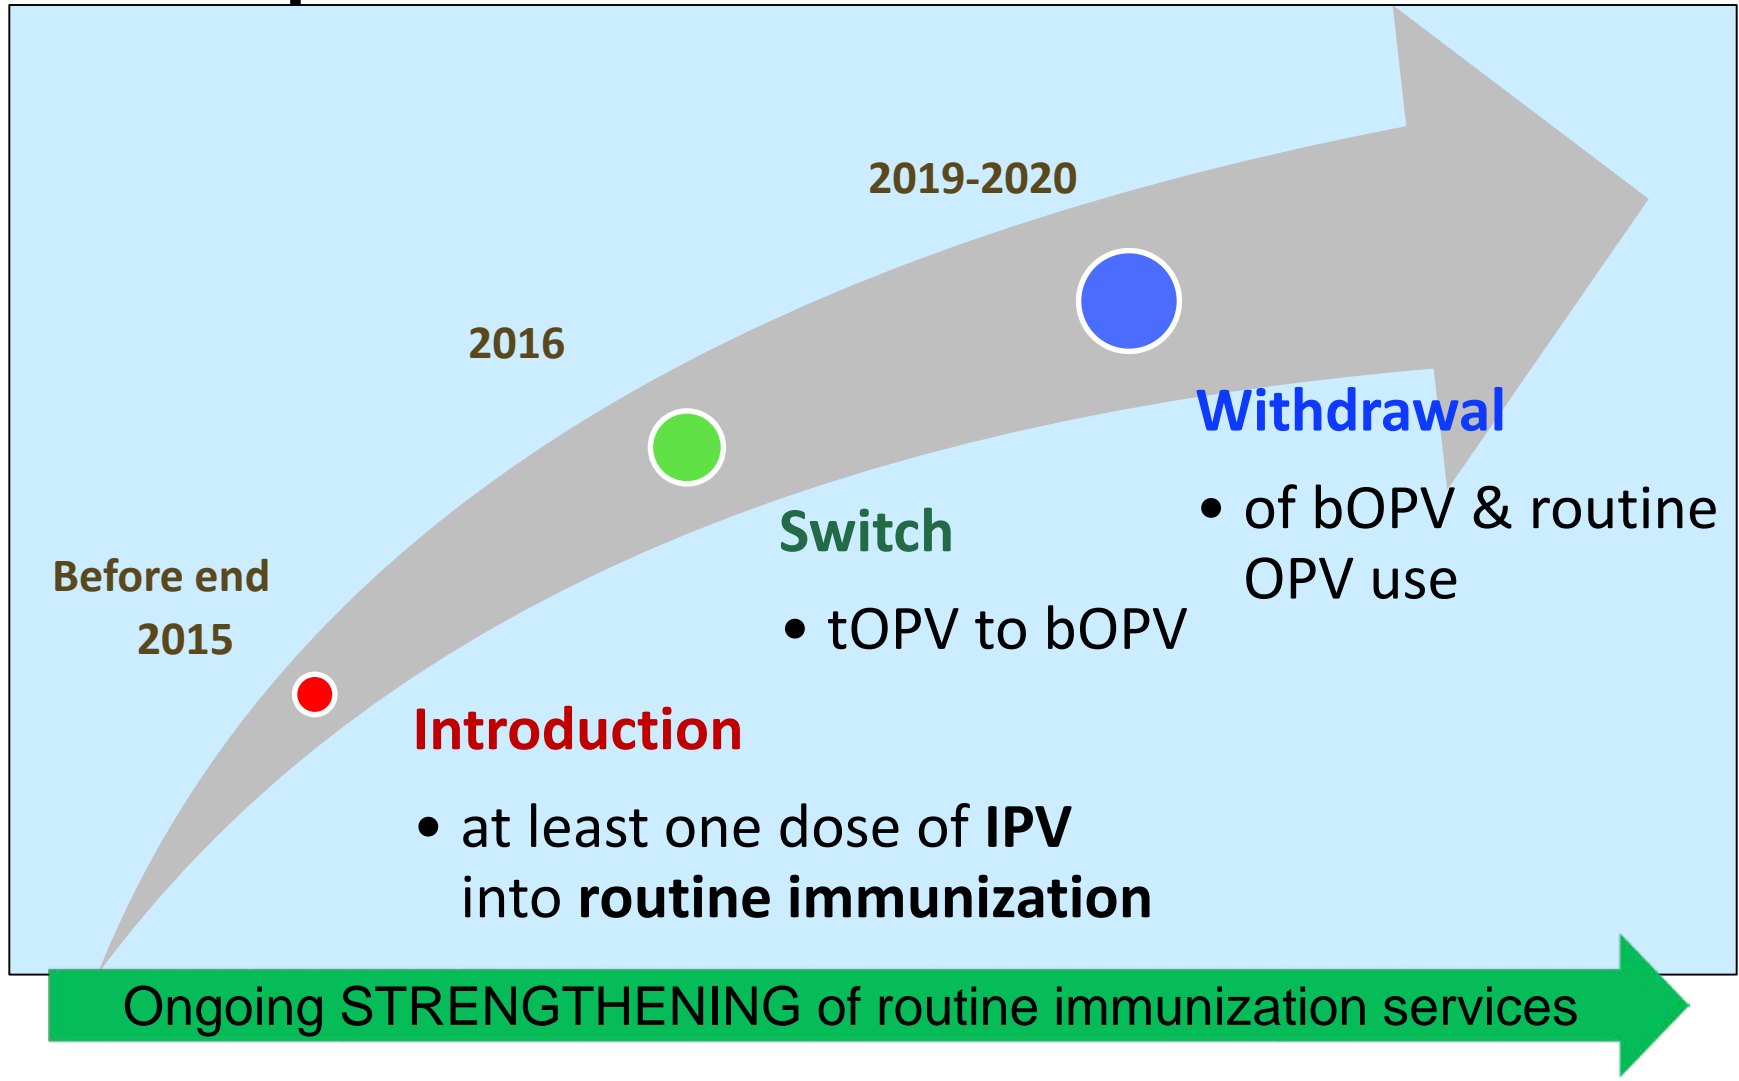 Before end
2015
Introduction
• at least one dose of IPV
into routine immunization
2016
Switch
• tOPV to bOPV
2019-2020
Withdrawal
• of bOPV & routine
OPV use
Ongoing STRENGTHENING of routine immunization services